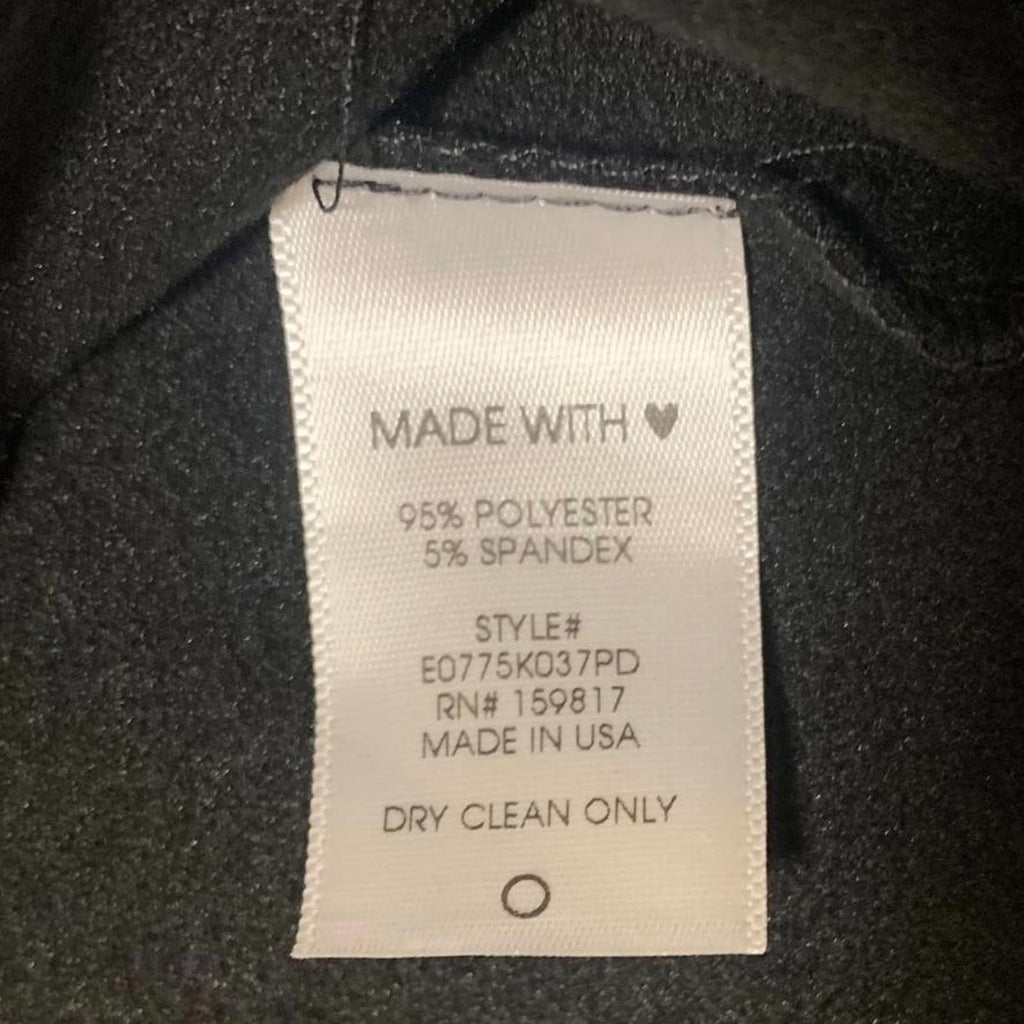 MADE WITH ♥
95% POLYESTER
5% SPANDEX
STYLE#
E0775K037PD
RN# 159817
MADE IN USA
DRY CLEAN ONLY